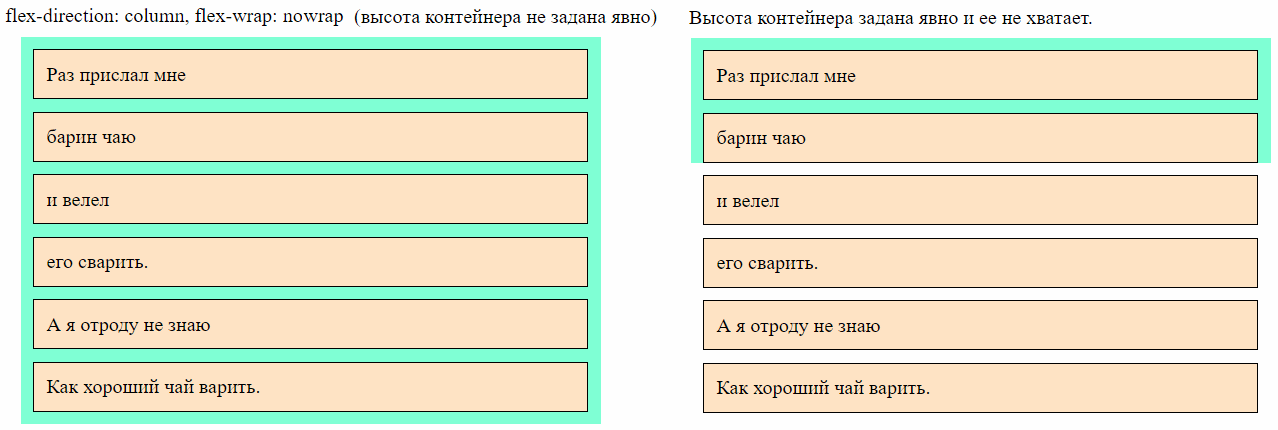 flex-direction: column, flex-wrap: nowrap (высота контейнера не задана явно)
Раз прислал мне
барин чаю
и велел
его сварить.
А я отроду не знаю
Как хороший чай варить.
Высота контейнера задана явно и ее не хватает.
Раз прислал мне
барин чаю
и велел
его сварить.
А я отроду не знаю
Как хороший чай варить.